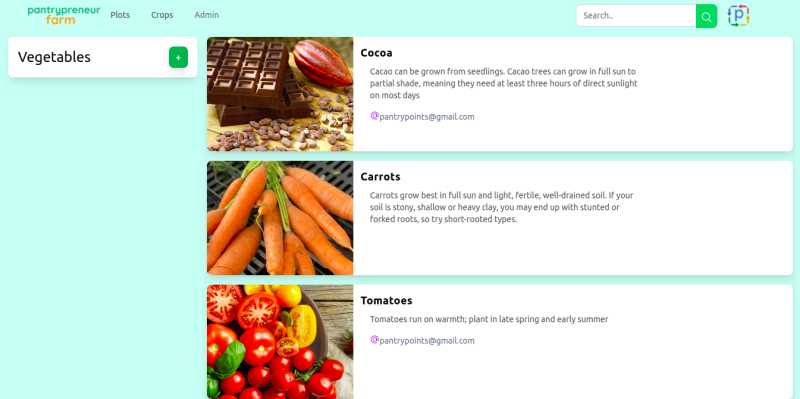 pantrypreneur
farm
Plots Crops Admin
Search..
p
Vegetables
+
Cocoa
Cacao can be grown from seedlings. Cacao trees can grow in full sun to
partial shade, meaning they need at least three hours of direct sunlight
on most days
@pantrypoints@gmail.com
Carrots
Carrots grow best in full sun and light, fertile, well-drained soil. If your
soil is stony, shallow or heavy clay, you may end up with stunted or
forked roots, so try short-rooted types.
Tomatoes
Tomatoes run on warmth; plant in late spring and early summer
@pantrypoints@gmail.com